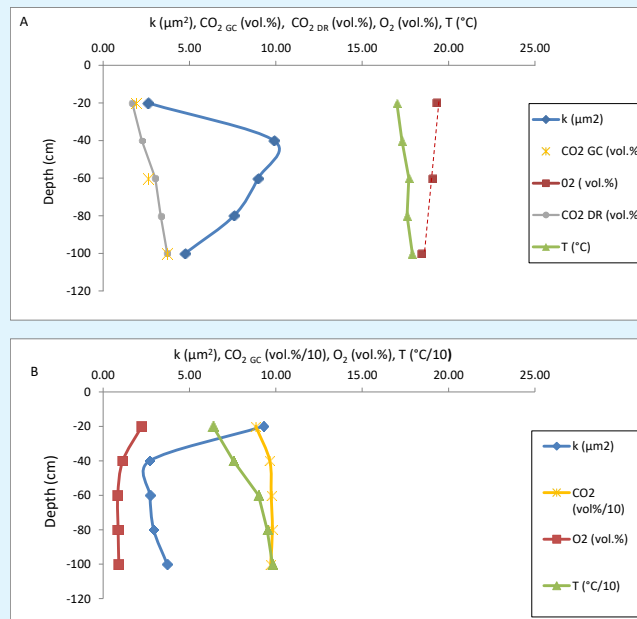 A
k (µm²), CO₂ GC (vol.%), CO₂ DR (vol.%), O₂ (vol.%), T (°C)
0.00 5.00 10.00 15.00 20.00 25.00
0
-20
-40
-60
-80
-100
-120
Depth (cm)
k (µm2)
CO2 GC (vol.%
02 ( vol.%)
CO2 DR (vol.%
T (°C)
k (µm²), CO₂ GC (vol.%/10), O₂ (vol.%), T (°C/10)
B
0.00 5.00 10.00 15.00 20.00 25.00
0
-20
-40
-60
-80
-100
-120
Depth (cm)
k (µm2)
CO2
(vol%/10)
O2 (vol.%)
T (°C/10)